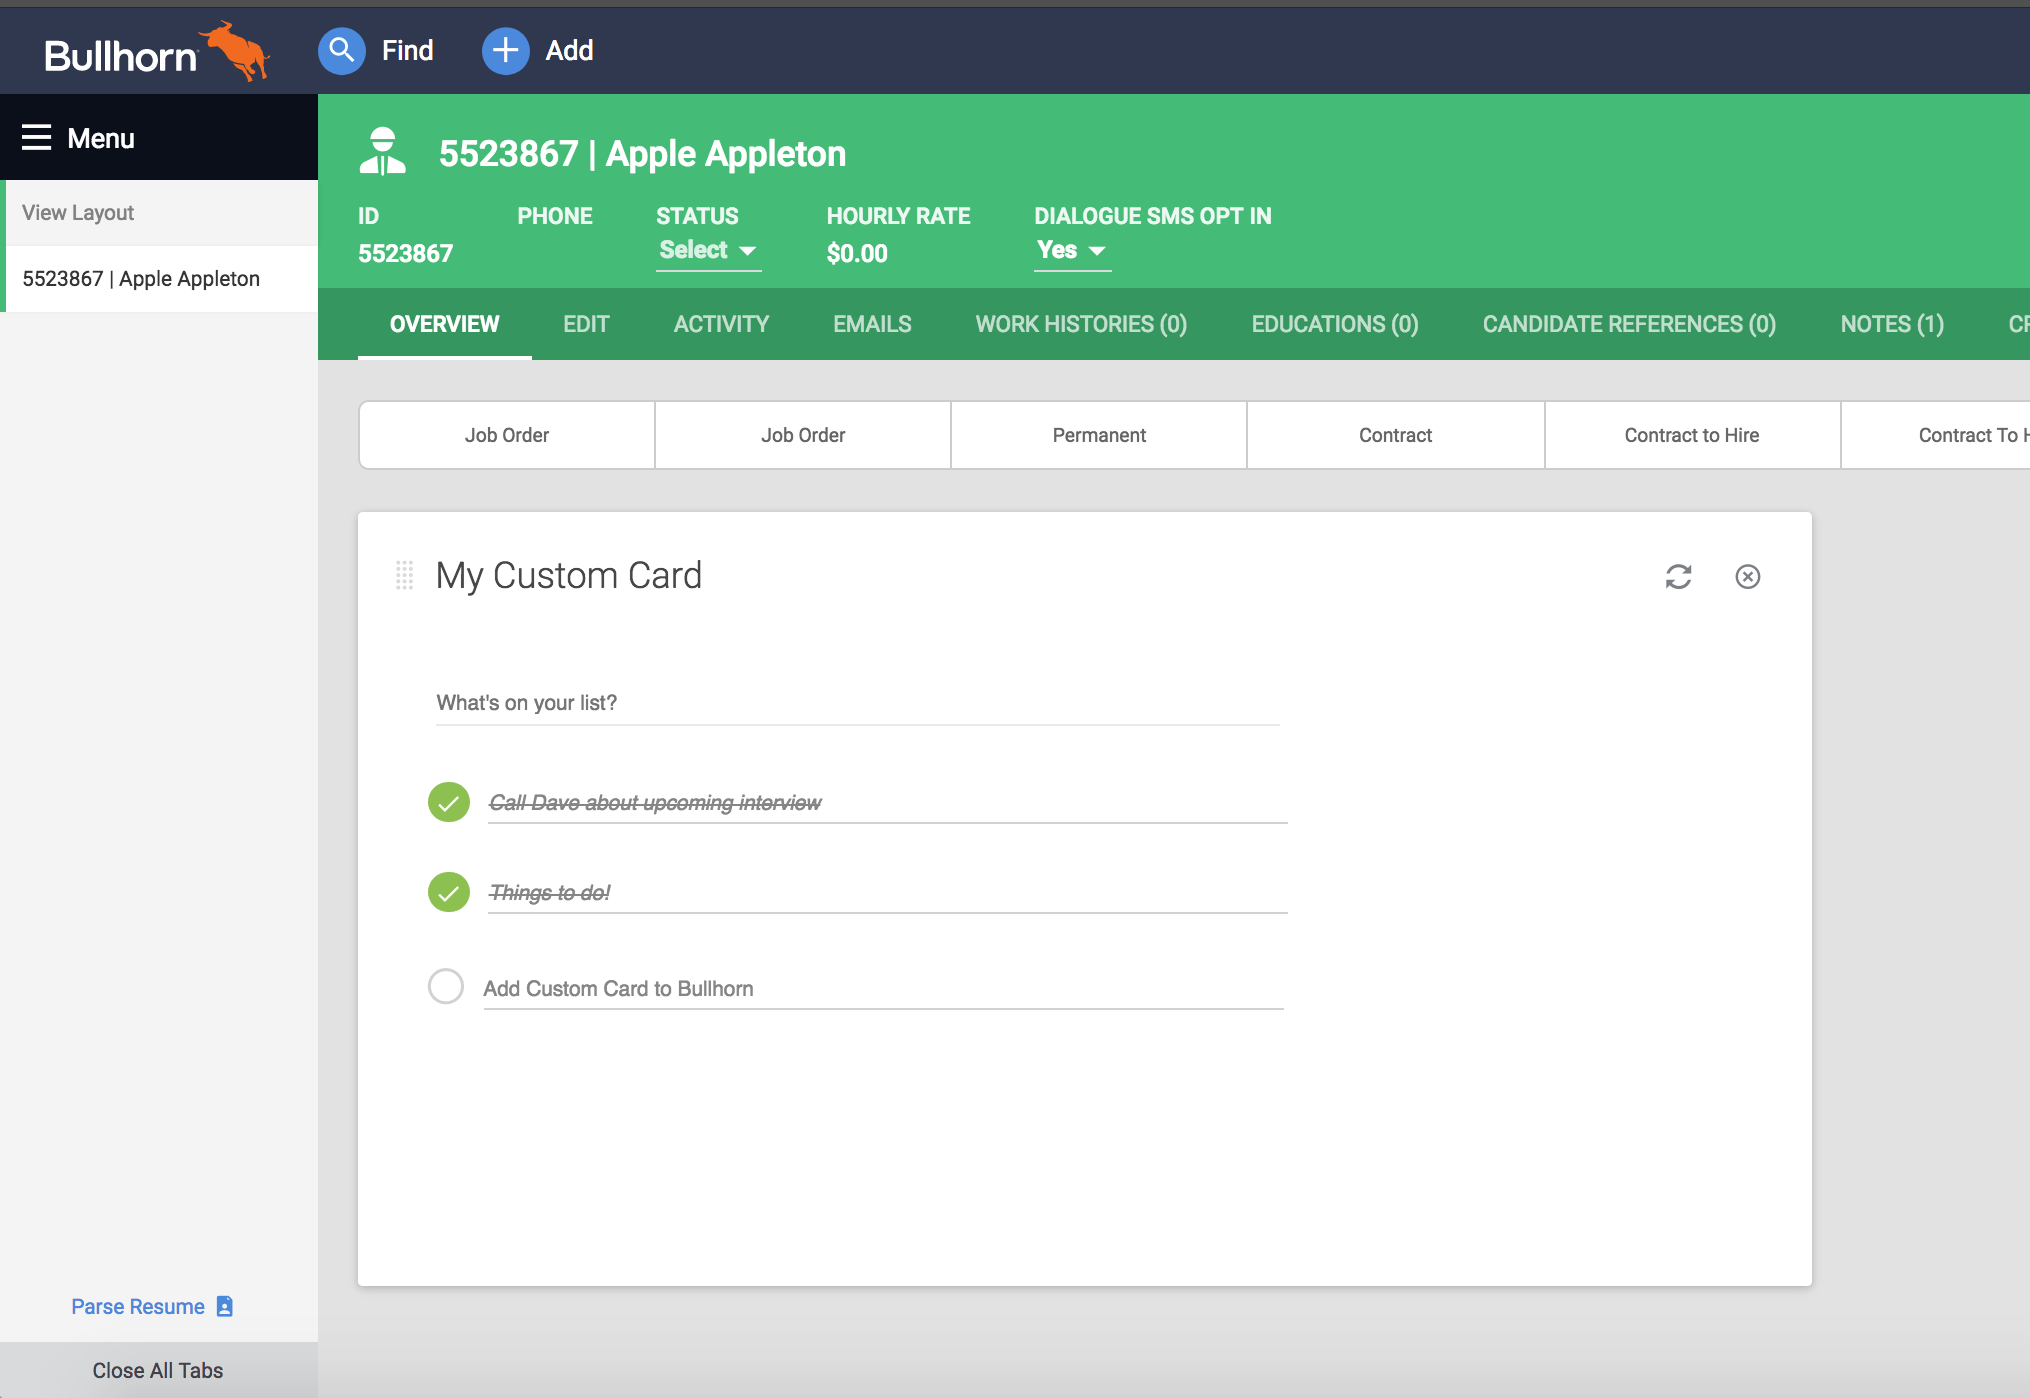 Bullhorn
Find
Add
Menu
View Layout
5523867 | Apple Appleton
5523867 | Apple Appleton
ID PHONE STATUS HOURLY RATE DIALOGUE SMS OPT IN
5523867 Select $0.00 Yes
OVERVIEW EDIT ACTIVITY EMAILS WORK HISTORIES (0) EDUCATIONS (0) CANDIDATE REFERENCES (0) NOTES (1)
Job Order Job Order Permanent Contract Contract to Hire Contract To
My Custom Card
What's on your list?
Call Dave about upcoming interview
Things to do!
Add Custom Card to Bullhorn
Parse Resume
Close All Tabs